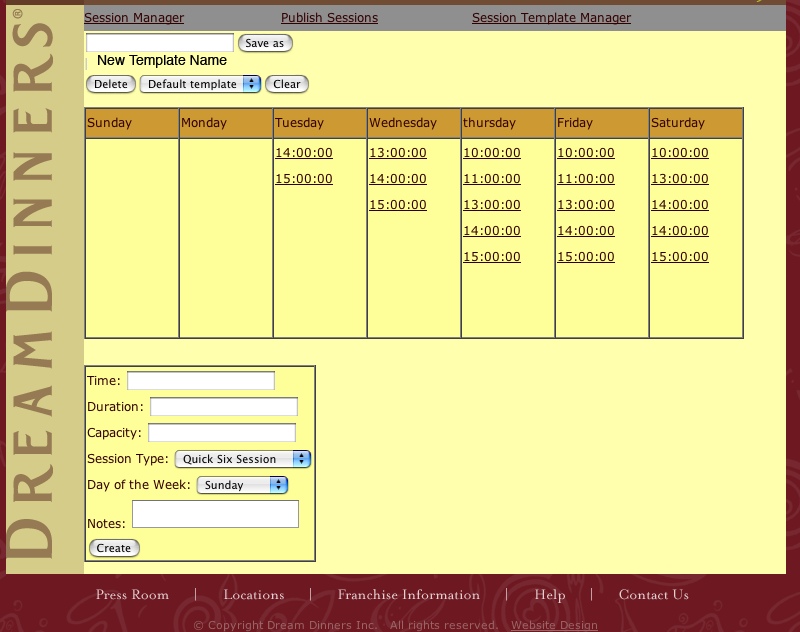 DREAM DINNERS®
Session Manager Publish Sessions Session Template Manager
Save as
New Template Name
Delete Default template Clear
Sunday Monday Tuesday Wednesday thursday Friday Saturday
14:00:00 13:00:00 10:00:00 10:00:00 10:00:00
15:00:00 14:00:00 11:00:00 11:00:00 13:00:00
15:00:00 13:00:00 13:00:00 14:00:00
14:00:00 14:00:00 14:00:00
15:00:00 15:00:00 15:00:00
Time:
Duration:
Capacity:
Session Type: Quick Six Session
Day of the Week: Sunday
Notes:
Create
Press Room | Locations | Franchise Information | Help | Contact Us
© Copyright Dream Dinners Inc. All rights reserved. Website Design